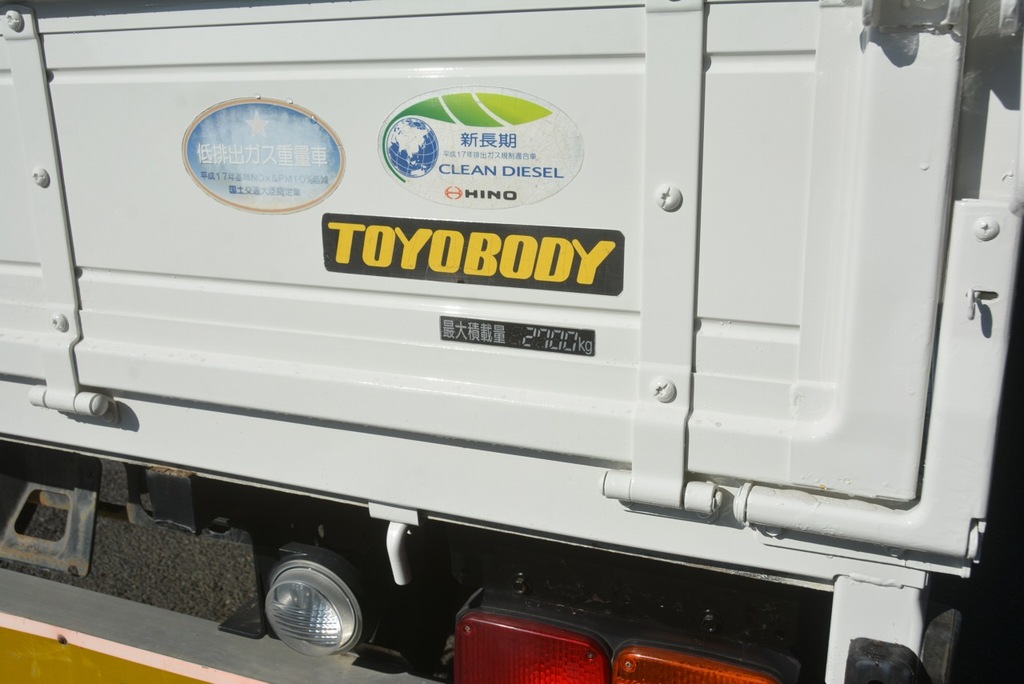 低排出ガス重量車
平成17年基準NOx&PM10%低減
国土交通大臣認定車
新長期
平成17年排出ガス規制適合車
CLEAN DIESEL
HINO
TOYOBODY
最大積載量 2700kg